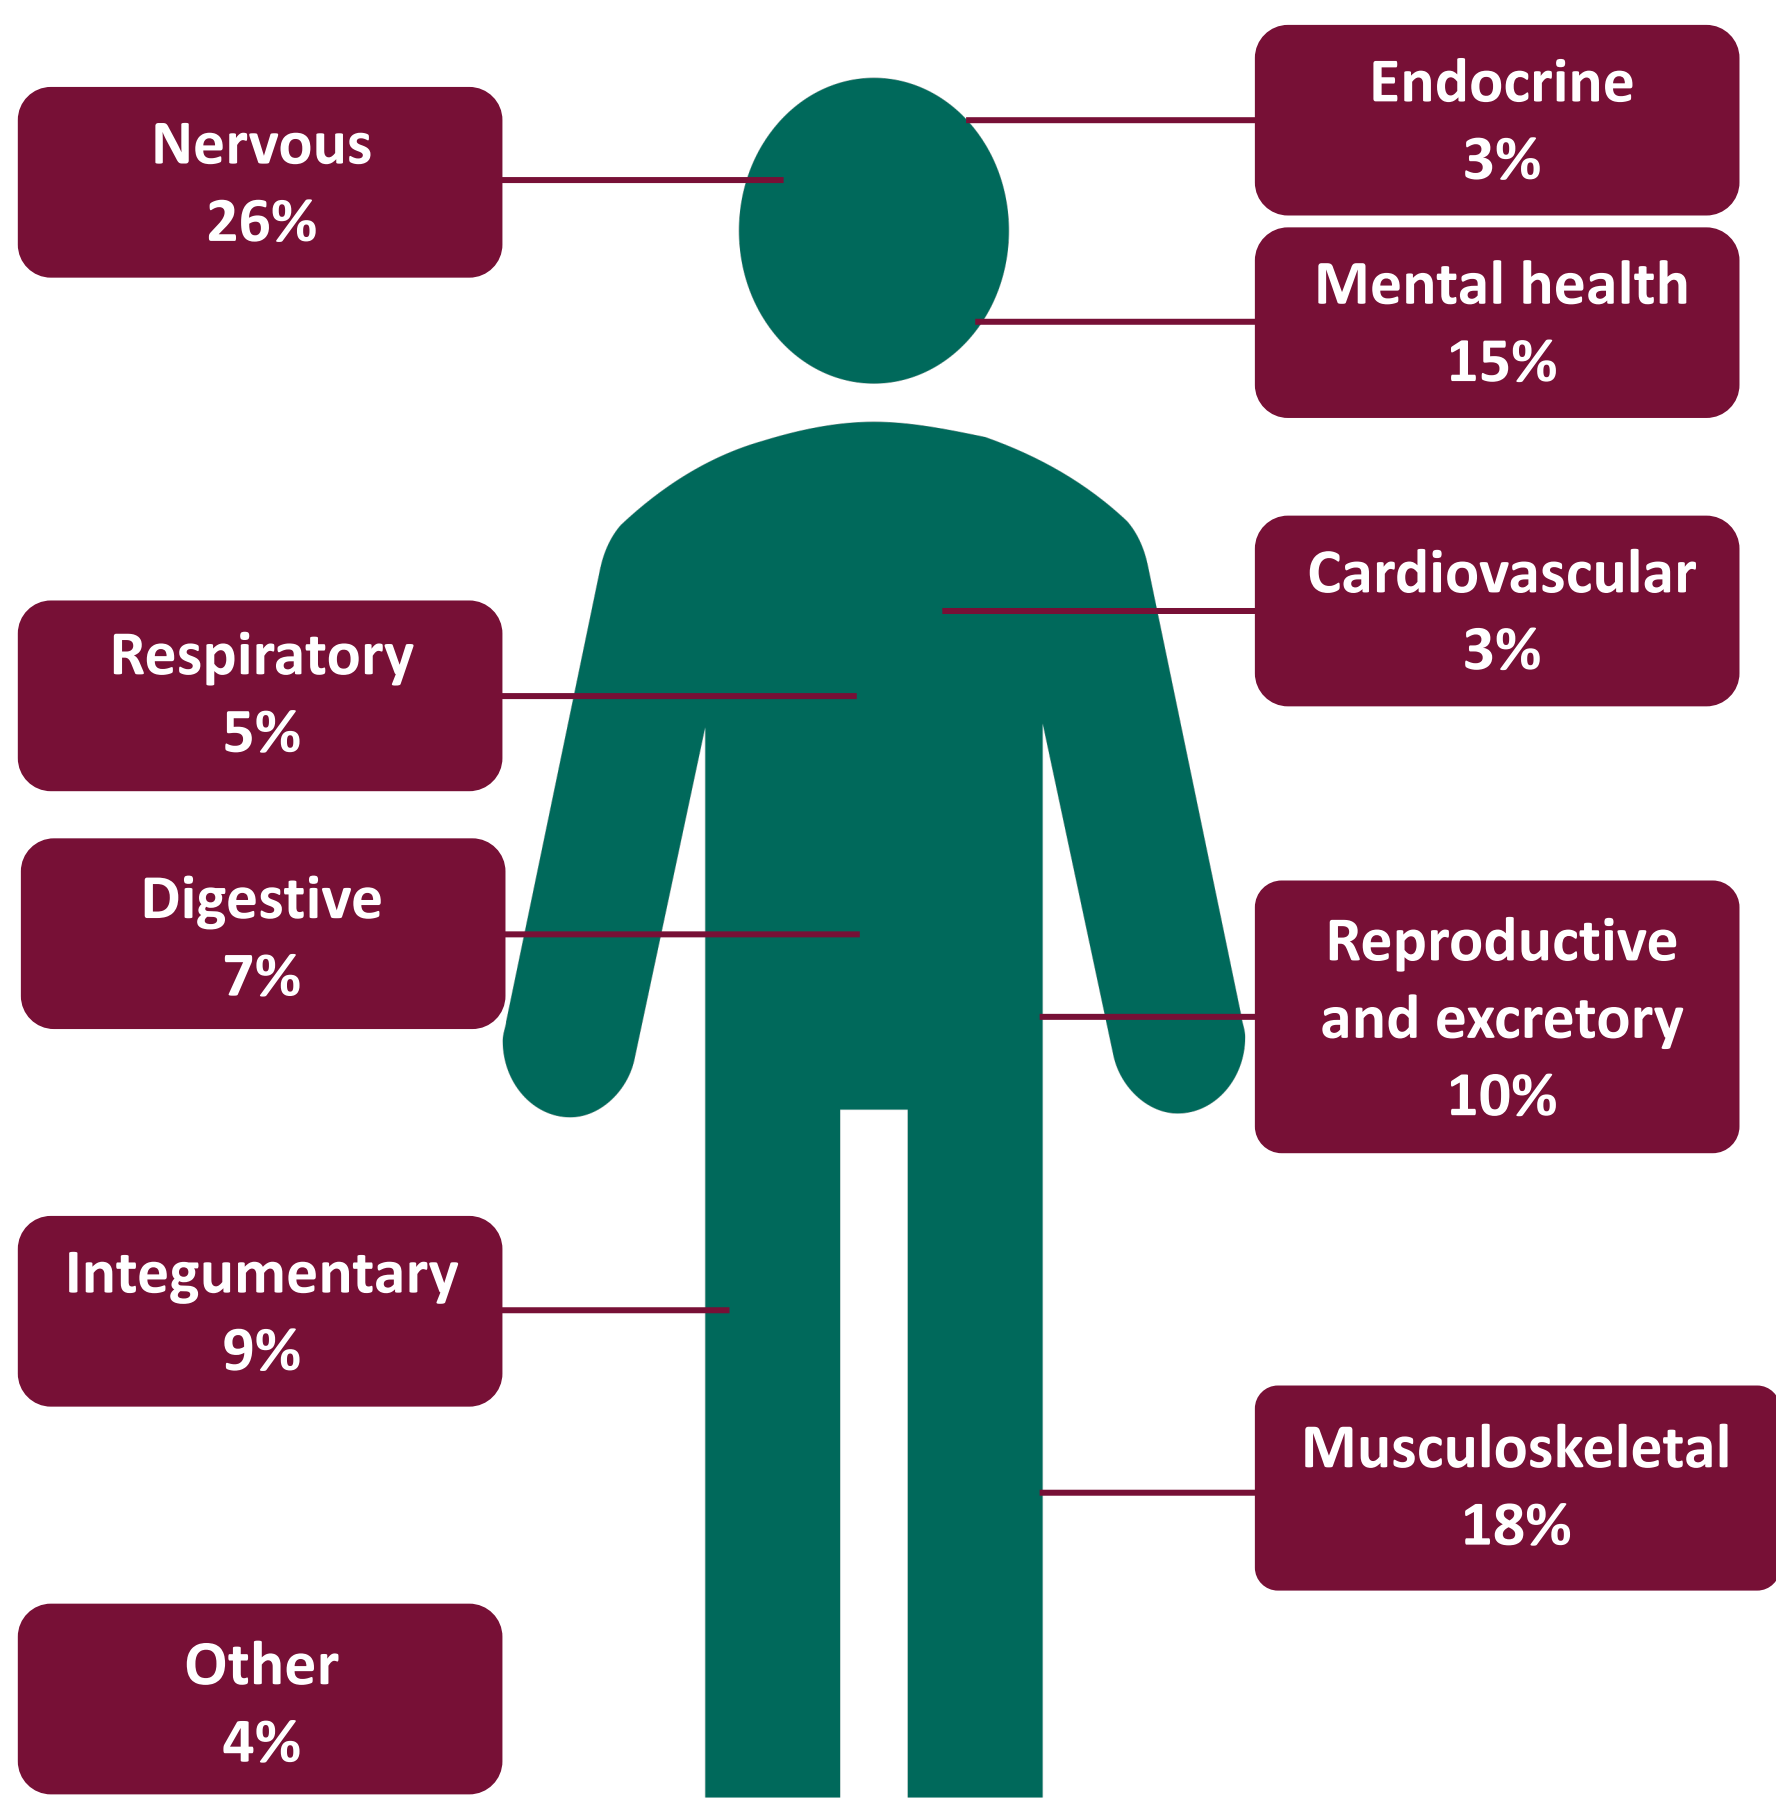 Nervous
26%
Endocrine
3%
Mental health
15%
Cardiovascular
3%
Respiratory
5%
Digestive
7%
Reproductive
and excretory
10%
Integumentary
9%
Musculoskeletal
18%
Other
4%